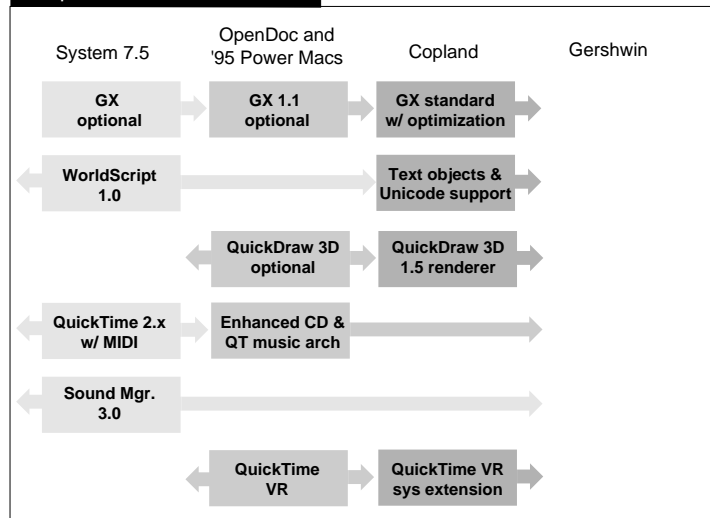 System 7.5
OpenDoc and
'95 Power Macs
Copland
Gershwin
GX
optional
GX 1.1
optional
GX standard
w/ optimization
WorldScript
1.0
Text objects &
Unicode support
QuickDraw 3D
optional
QuickDraw 3D
1.5 renderer
QuickTime 2.x
w/ MIDI
Enhanced CD &
QT music arch
Sound Mgr.
3.0
QuickTime
VR
QuickTime VR
sys extension